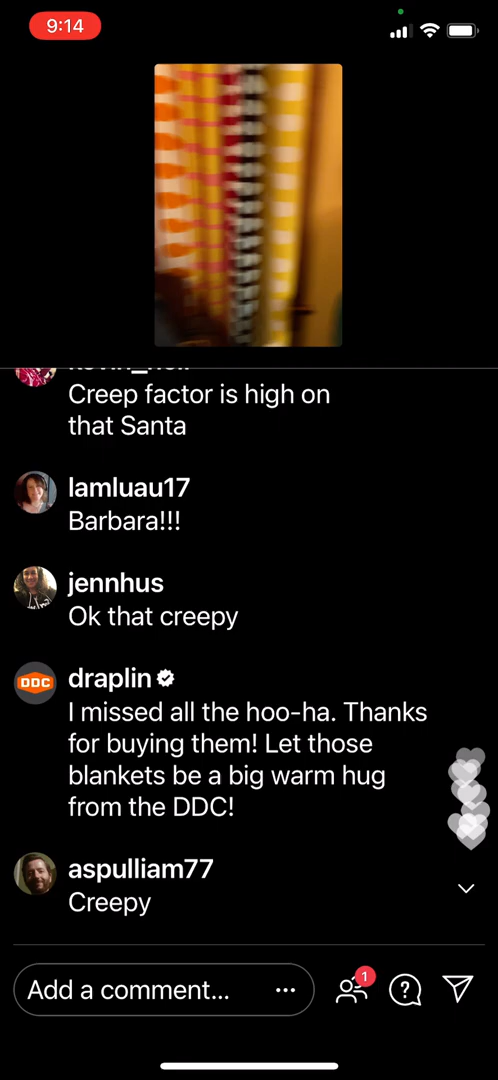 9:14
Creep factor is high on
that Santa
lamluau17
Barbara!!!
jennhus
Ok that creepy
DDC
draplin
I missed all the hoo-ha. Thanks
for buying them! Let those
blankets be a big warm hug
from the DDC!
aspulliam77
Creepy
Add a comment...
1